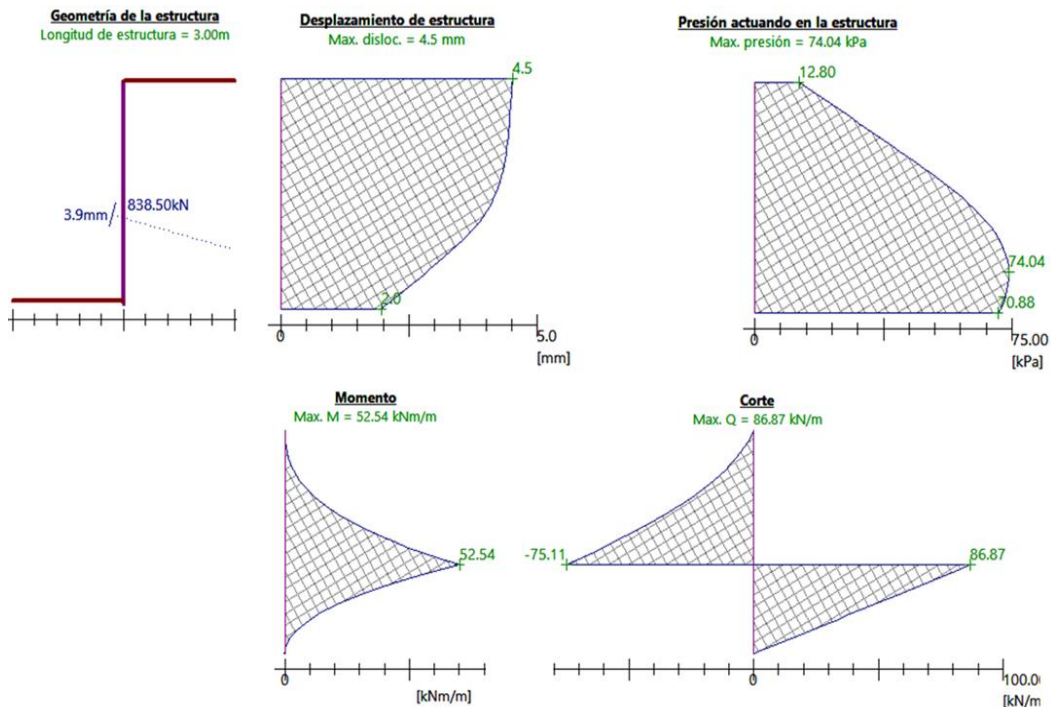 Geometría de la estructura
Longitud de estructura = 3.00m
3.9mm
838.50kN
Desplazamiento de estructura
Max. disloc. = 4.5 mm
4.5
2.0
0
5.0
[mm]
Presión actuando en la estructura
Max. presión = 74.04 kPa
12.80
74.04
70.88
0
75.00
[kPa]
Momento
Max. M = 52.54 kNm/m
52.54
0
[kNm/m]
Corte
Max. Q = 86.87 kN/m
-75.11
86.87
0
100.0
[kN/m